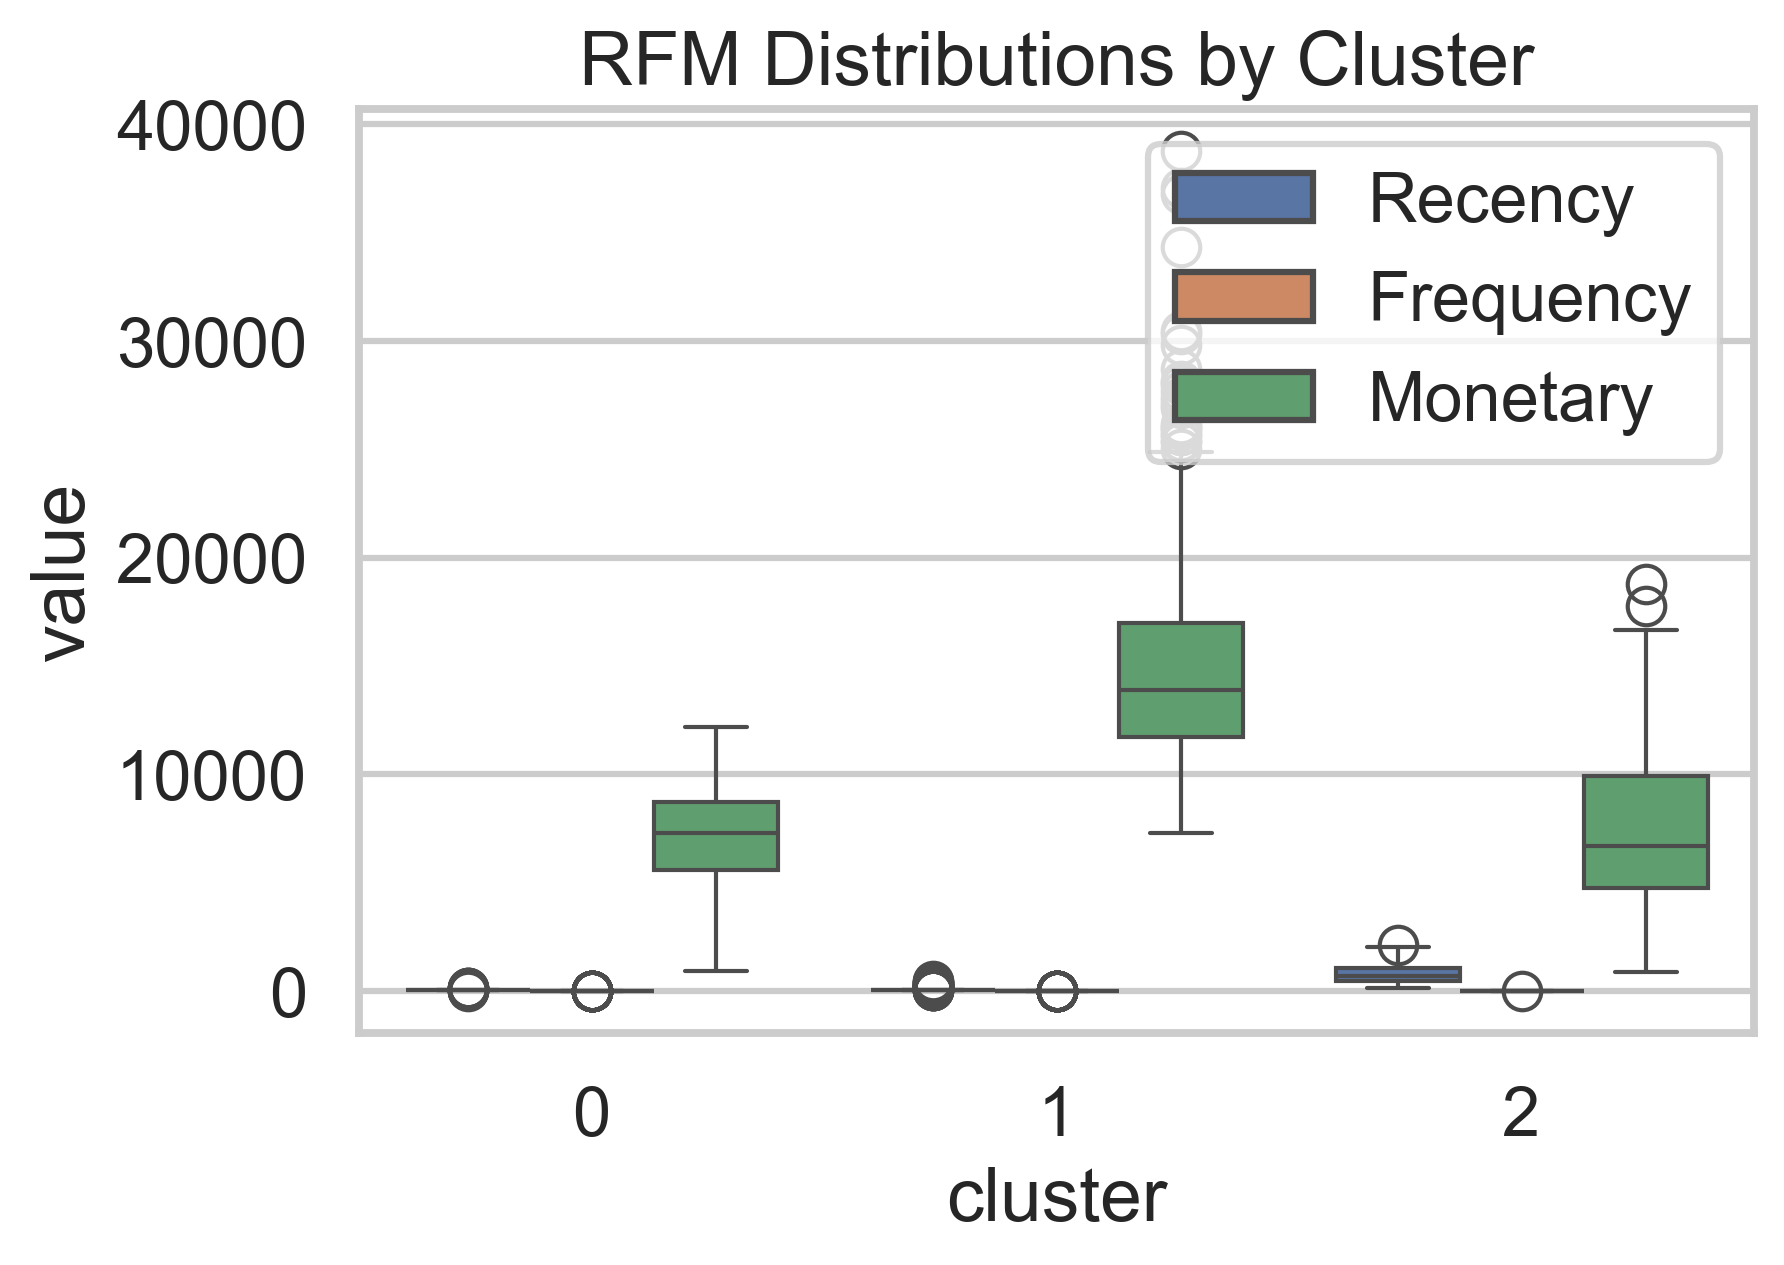 RFM Distributions by Cluster
40000
30000
20000
10000
0
value
Recency
Frequency
Monetary
0 1 2
cluster